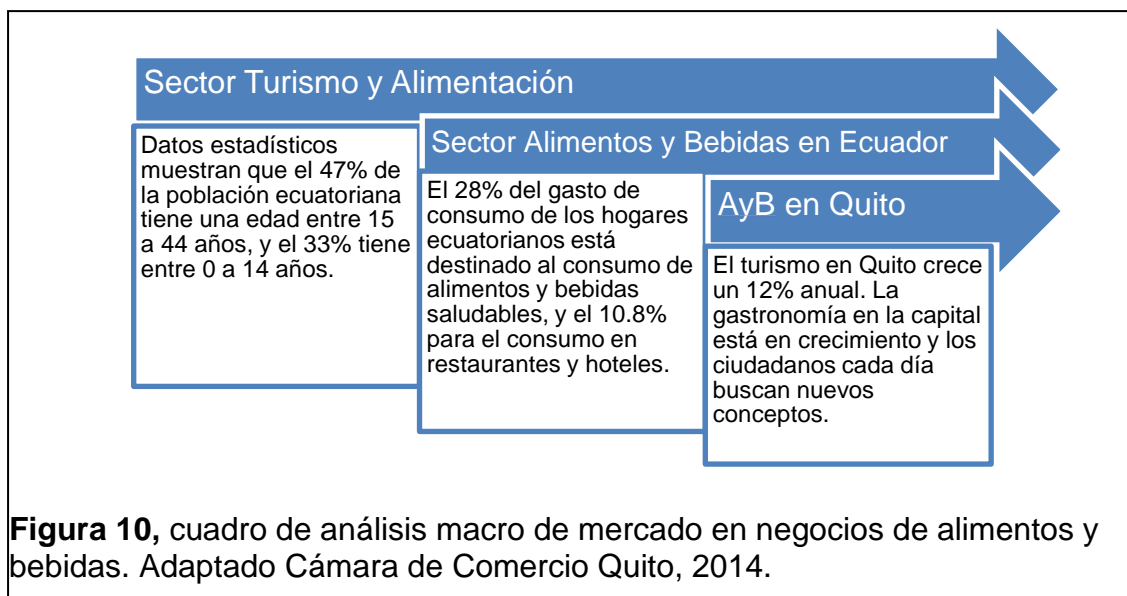 Sector Turismo y Alimentación
Datos estadísticos
muestran que el 47% de
la población ecuatoriana
tiene una edad entre 15
a 44 años, y el 33% tiene
entre 0 a 14 años.
Sector Alimentos y Bebidas en Ecuador
El 28% del gasto de
consumo de los hogares
ecuatorianos está
destinado al consumo de
alimentos y bebidas
saludables, y el 10.8%
para el consumo en
restaurantes y hoteles.
AyB en Quito
El turismo en Quito crece
un 12% anual. La
gastronomía en la capital
está en crecimiento y los
ciudadanos cada día
buscan nuevos
conceptos.
Figura 10, cuadro de análisis macro de mercado en negocios de alimentos y
bebidas. Adaptado Cámara de Comercio Quito, 2014.